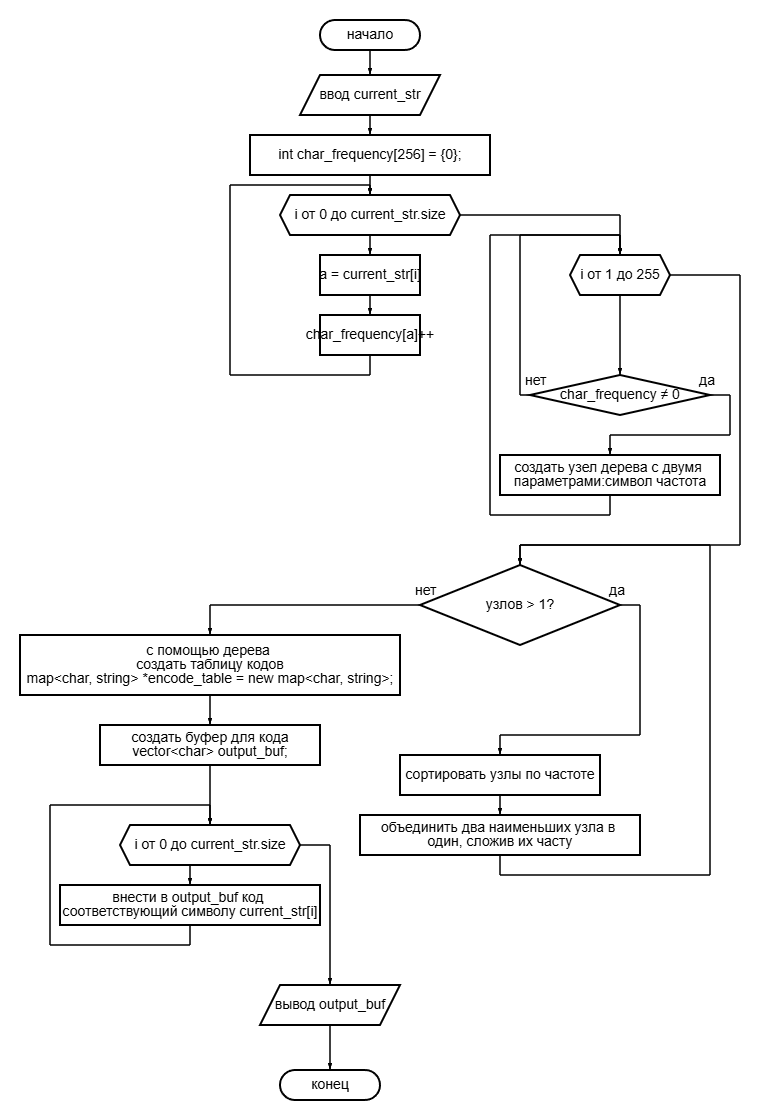 начало
ввод current_str
int char_frequency[256] = {0};
i от 0 до current_str.size
a = current_str[i]
char_frequency[a]++
i от 1 до 255
нет
да
char_frequency ≠ 0
создать узел дерева с двумя
параметрами:символ частота
нет
да
узлов > 1?
с помощью дерева
создать таблицу кодов
map<char, string> *encode_table = new map<char, string>;
создать буфер для кода
vector<char> output_buf;
сортировать узлы по частоте
объединить два наименьших узла в
один, сложив их часту
i от 0 до current_str.size
внести в output_buf код
соответствующий символу current_str[i]
вывод output_buf
конец